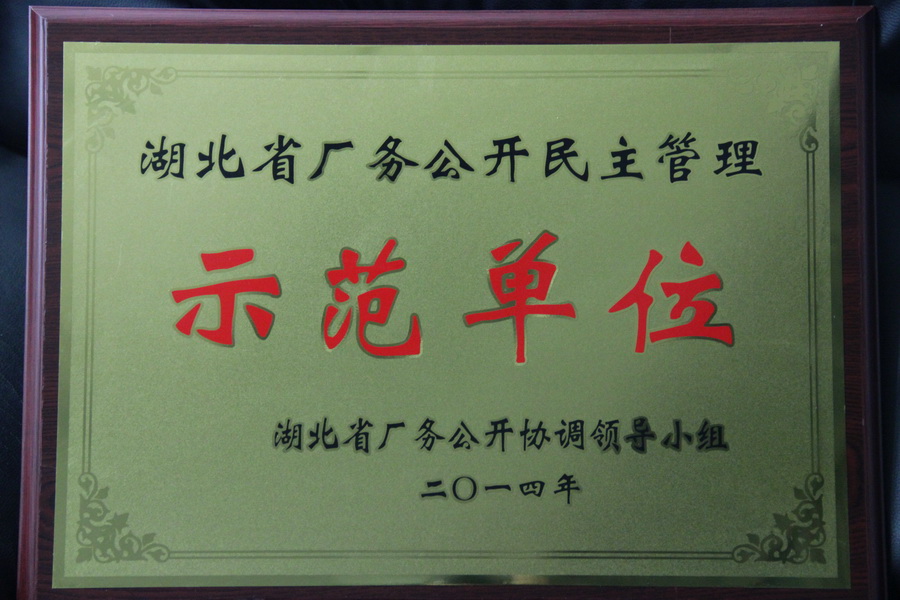 湖北省厂务公开民主管理
示范单位
湖北省厂务公开协调领导小组
二〇一四年